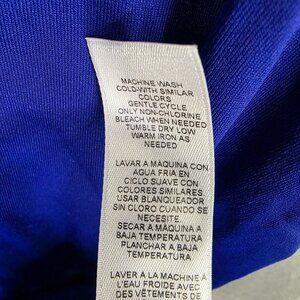 MACHINE WASH
COLD-WITH SIMILAR
COLORS
GENTLE CYCLE
ONLY NON-CHLORINE
BLEACH WHEN NEEDED
TUMBLE DRY LOW
WARM IRON AS
NEEDED
LAVAR A MAQUINA CON
AGUA FRIA EN
CICLO SUAVE CON
COLORES SIMILARES.
USAR BLANQUEADOR
SIN CLORO CUANDO SE
NECESITE.
SECAR A MÁQUINA A
BAJA TEMPERATURA
PLANCHAR A BAJA
TEMPERATURA
LAVER À LA MACHINE À
L'EAU FROIDE
AVEC DES VÊTEMENTS DE